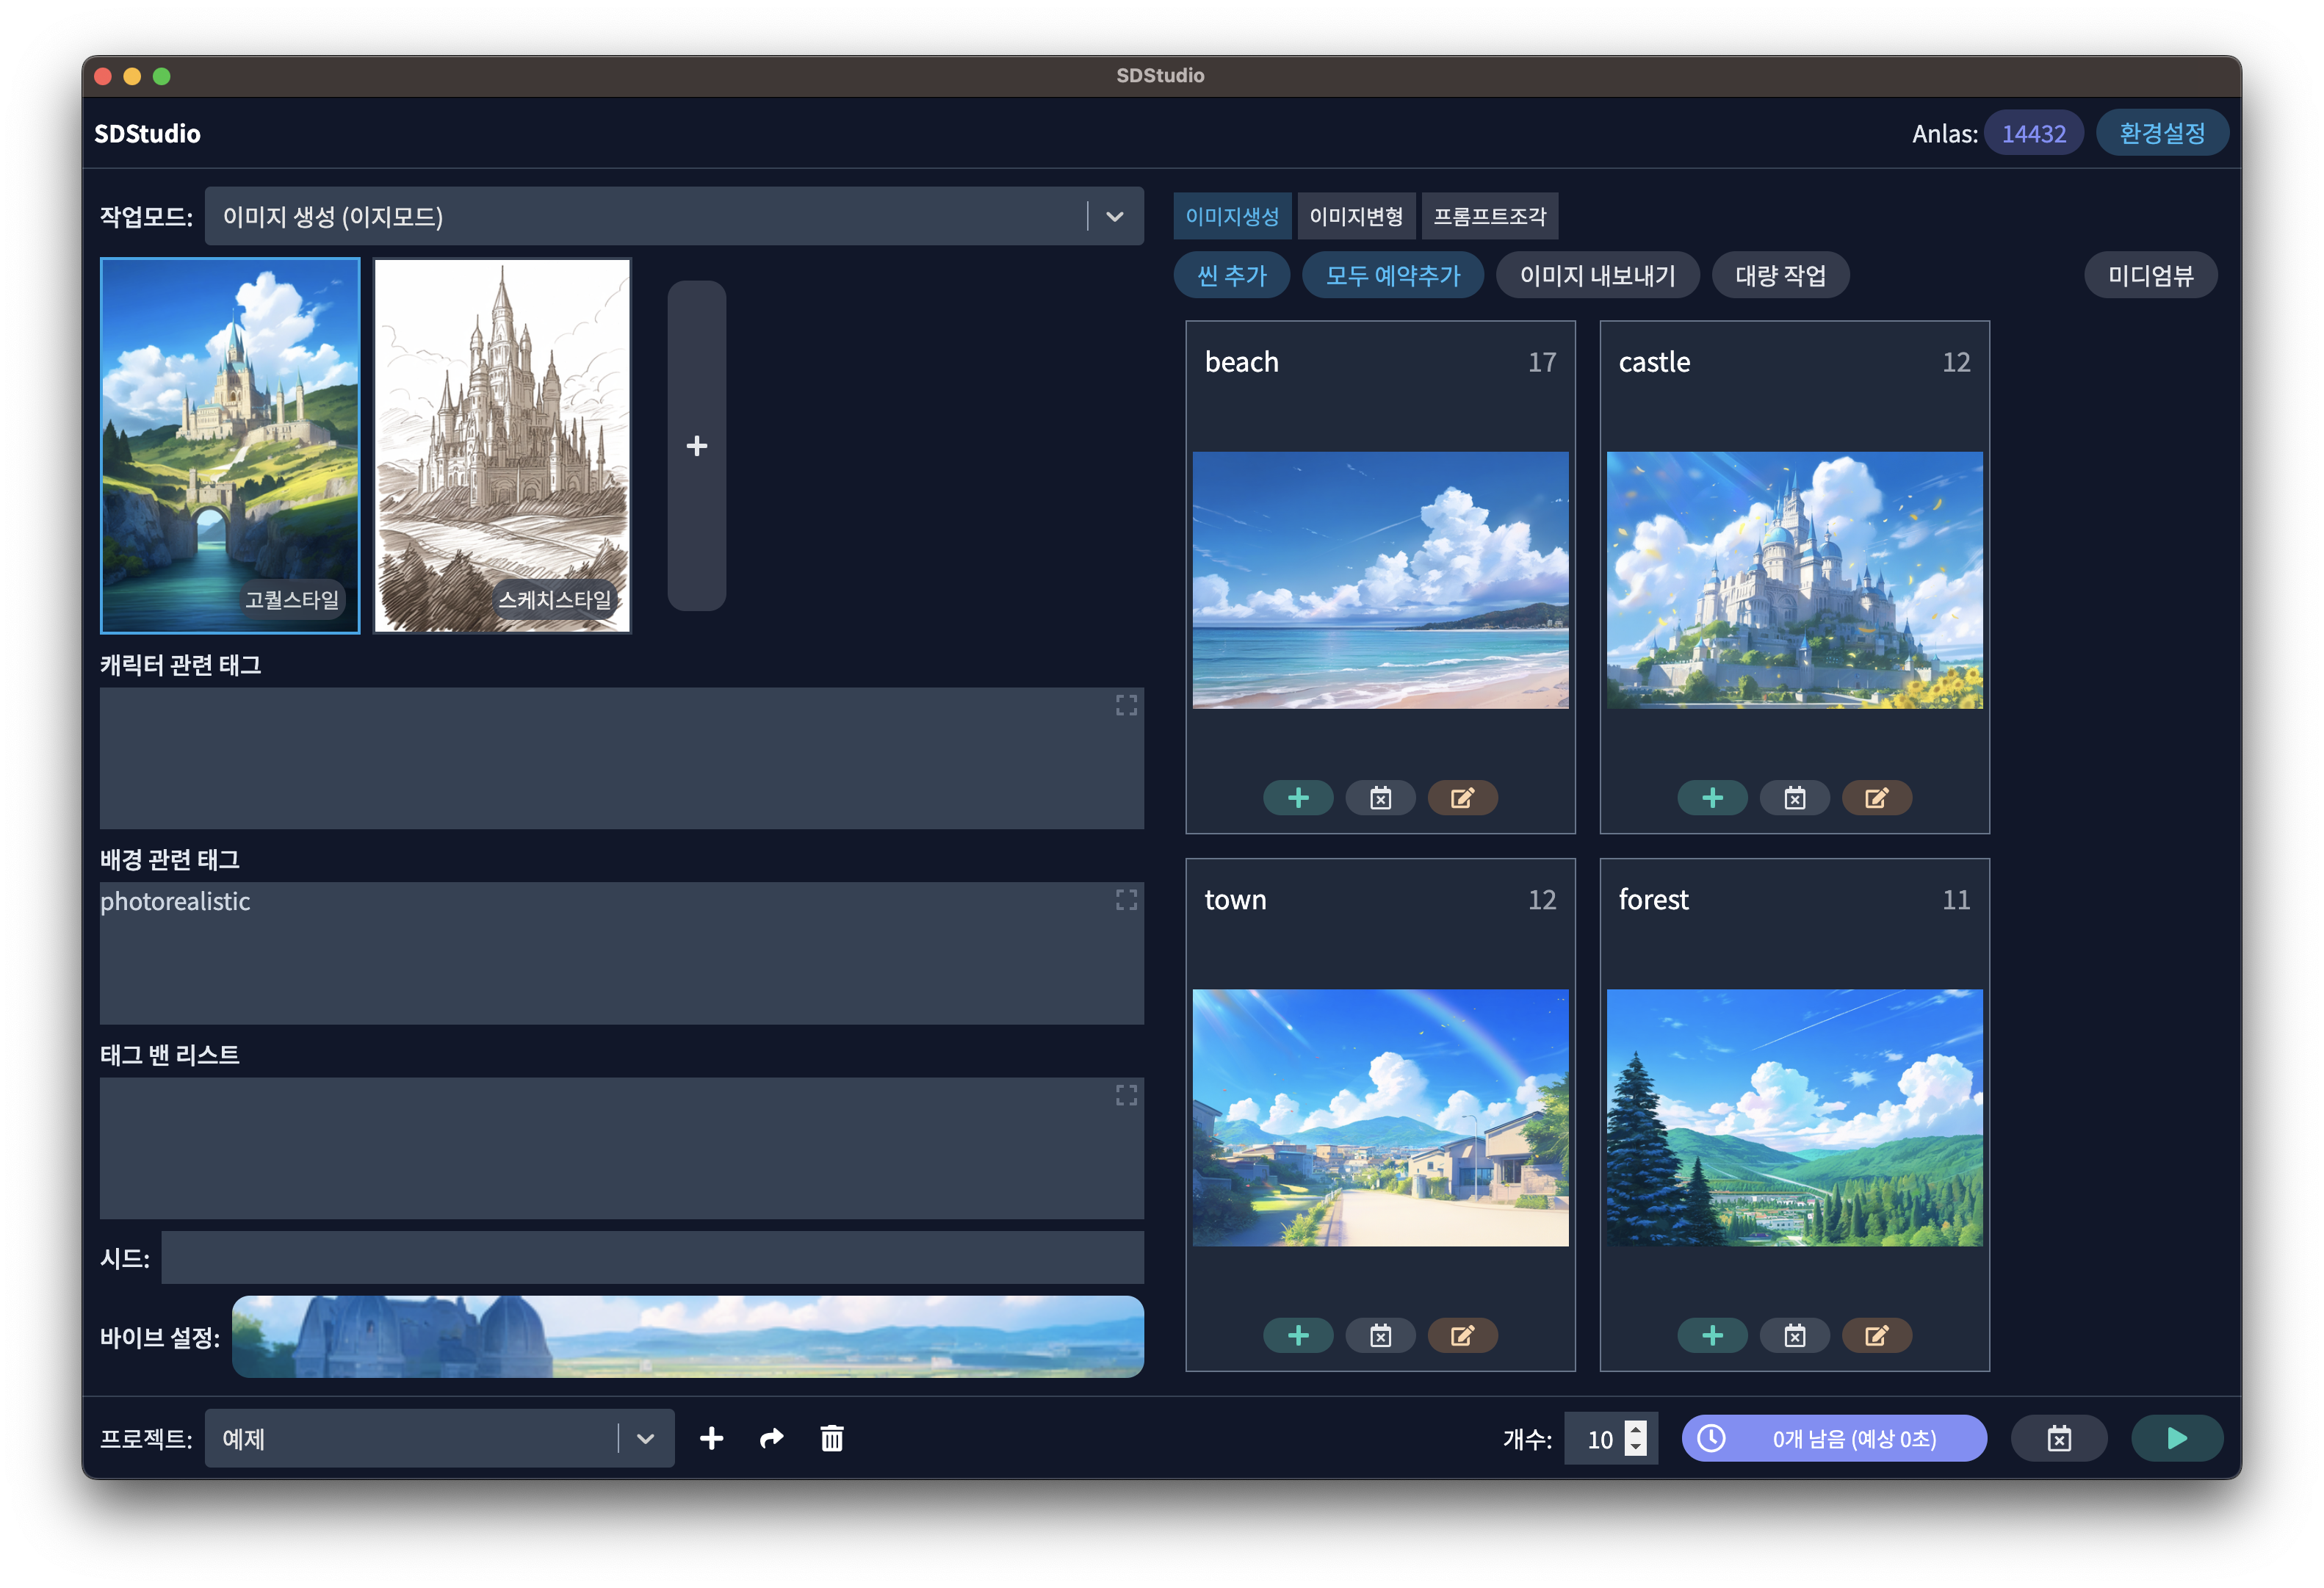 SDStudio
SDStudio
Anlas: 14432 환경설정
작업모드: 이미지 생성 (이지모드)
고퀄스타일
스케치스타일
캐릭터 관련 태그
배경 관련 태그
photorealistic
태그 밴 리스트
시드:
바이브 설정:
이미지생성 이미지변형 프롬프트조각
씬 추가 모두 예약추가 이미지 내보내기 대량 작업 미디엄뷰
beach 17
castle 12
town 12
forest 11
프로젝트: 예제
개수: 10 0개 남음 (예상 0초)